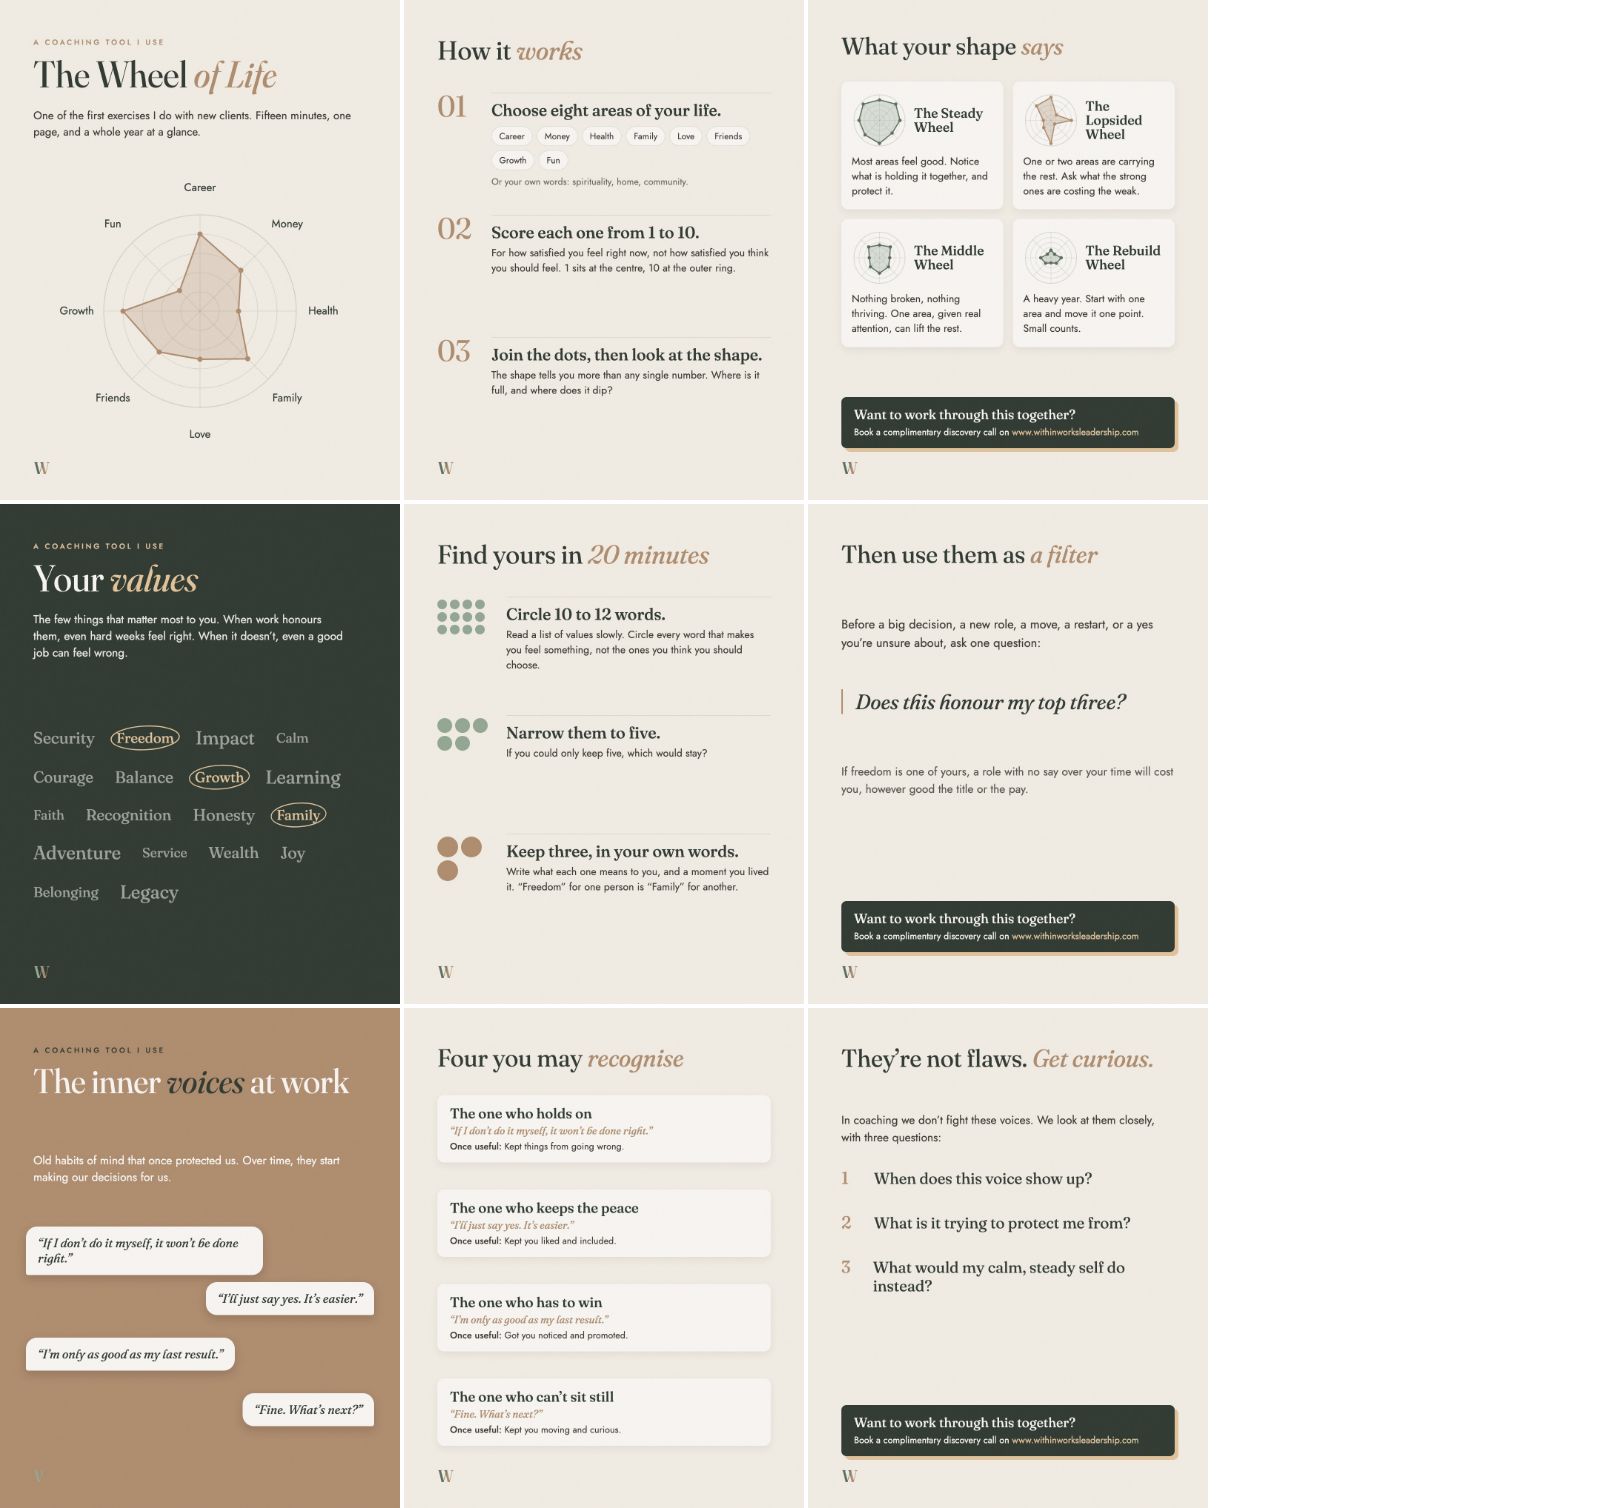 A COACHING TOOL I USE
The Wheel of Life
One of the first exercises I do with new clients. Fifteen minutes, one
page, and a whole year at a glance.
Career
Fun
Money
Growth
Health
Friends
Family
Love
W
How it works
01
Choose eight areas of your life.
Career Money Health Family Love Friends
Growth Fun
Or your own words: spirituality, home, community.
02
Score each one from 1 to 10.
For how satisfied you feel right now, not how satisfied you think
you should feel. 1 sits at the centre, 10 at the outer ring.
03
Join the dots, then look at the shape.
The shape tells you more than any single number. Where is it
full, and where does it dip?
W
What your shape says
The Steady
Wheel
Most areas feel good. Notice
what is holding it together, and
protect it.
The
Lopsided
Wheel
One or two areas are carrying
the rest. Ask what the strong
ones are costing the weak.
The Middle
Wheel
Nothing broken, nothing
thriving. One area, given real
attention, can lift the rest.
The Rebuild
Wheel
A heavy year. Start with one
area and move it one point.
Small counts.
Want to work through this together?
Book a complimentary discovery call on www.withinworksleadership.com
W
A COACHING TOOL I USE
Your values
The few things that matter most to you. When work honours
them, even hard weeks feel right. When it doesn't, even a good
job can feel wrong.
Security Freedom Impact Calm
Courage Balance Growth Learning
Faith Recognition Honesty Family
Adventure Service Wealth Joy
Belonging Legacy
W
Find yours in 20 minutes
Circle 10 to 12 words.
Read a list of values slowly. Circle every word that makes
you feel something, not the ones you think you should
choose.
Narrow them to five.
If you could only keep five, which would stay?
Keep three, in your own words.
Write what each one means to you, and a moment you lived
it. “Freedom” for one person is “Family” for another.
W
Then use them as a filter
Before a big decision, a new role, a move, a restart, or a yes
you're unsure about, ask one question:
Does this honour my top three?
If freedom is one of yours, a role with no say over your time will cost
you, however good the title or the pay.
Want to work through this together?
Book a complimentary discovery call on www.withinworksleadership.com
W
A COACHING TOOL I USE
The inner voices at work
Old habits of mind that once protected us. Over time, they start
making our decisions for us.
“If I don't do it myself, it won't be done
right.”
“I'll just say yes. It's easier.”
“I'm only as good as my last result.”
“Fine. What's next?”
W
Four you may recognise
The one who holds on
“If I don't do it myself, it won't be done right.”
Once useful: Kept things from going wrong.
The one who keeps the peace
“I'll just say yes. It's easier.”
Once useful: Kept you liked and included.
The one who has to win
“I'm only as good as my last result.”
Once useful: Got you noticed and promoted.
The one who can't sit still
“Fine. What's next?”
Once useful: Kept you moving and curious.
W
They're not flaws. Get curious.
In coaching we don't fight these voices. We look at them closely,
with three questions:
1 When does this voice show up?
2 What is it trying to protect me from?
3 What would my calm, steady self do
instead?
Want to work through this together?
Book a complimentary discovery call on www.withinworksleadership.com
W